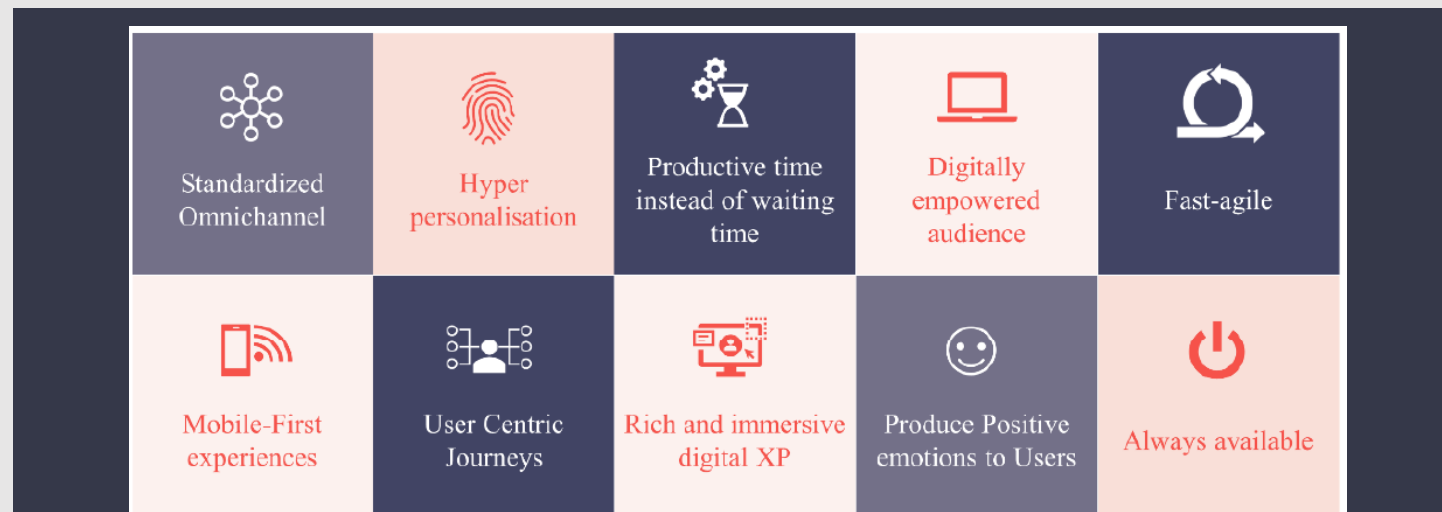 Standardized
Omnichannel
Hyper
personalisation
Productive time
instead of waiting
time
Digitally
empowered
audience
Fast-agile
Mobile-First
experiences
User Centric
Journeys
Rich and immersive
digital XP
Produce Positive
emotions to Users
Always available